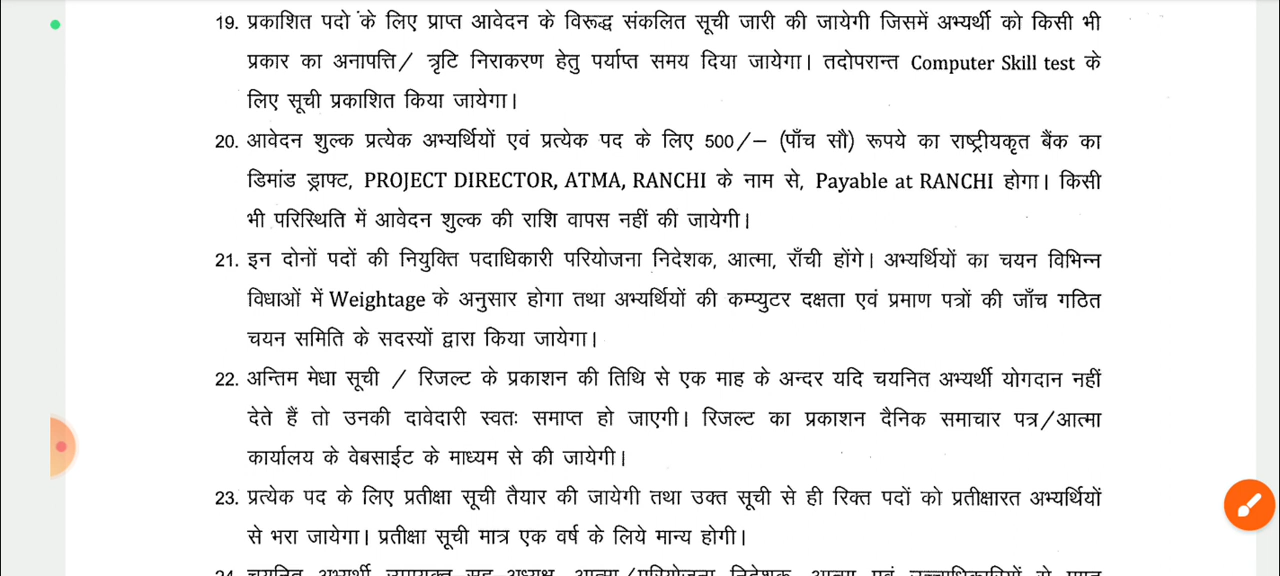 19. प्रकाशित पदो के लिए प्राप्त आवेदन के विरूद्ध संकलित सूची जारी की जायेगी जिसमें अभ्यर्थी को किसी भी
प्रकार का अनापत्ति/ त्रृटि निराकरण हेतु पर्याप्त समय दिया जायेगा। तदोपरान्त Computer Skill test के
लिए सूची प्रकाशित किया जायेगा।
20. आवेदन शुल्क प्रत्येक अभ्यर्थियों एवं प्रत्येक पद के लिए 500/– (पाँच सौ) रूपये का राष्ट्रीयकृत बैंक का
डिमांड ड्राफ्ट, PROJECT DIRECTOR, ATMA, RANCHI के नाम से, Payable at RANCHI होगा। किसी
भी परिस्थिति में आवेदन शुल्क की राशि वापस नहीं की जायेगी।
21. इन दोनों पदों की नियुक्ति पदाधिकारी परियोजना निदेशक, आत्मा, राँची होंगे। अभ्यर्थियों का चयन विभिन्न
विधाओं में Weightage के अनुसार होगा तथा अभ्यर्थियों की कम्प्युटर दक्षता एवं प्रमाण पत्रों की जाँच गठित
चयन समिति के सदस्यों द्वारा किया जायेगा।
22. अन्तिम मेधा सूची / रिजल्ट के प्रकाशन की तिथि से एक माह के अन्दर यदि चयनित अभ्यर्थी योगदान नहीं
देते हैं तो उनकी दावेदारी स्वतः समाप्त हो जाएगी। रिजल्ट का प्रकाशन दैनिक समाचार पत्र/आत्मा
कार्यालय के वेबसाईट के माध्यम से की जायेगी।
23. प्रत्येक पद के लिए प्रतीक्षा सूची तैयार की जायेगी तथा उक्त सूची से ही रिक्त पदों को प्रतीक्षारत अभ्यर्थियों
से भरा जायेगा। प्रतीक्षा सूची मात्र एक वर्ष के लिये मान्य होगी।